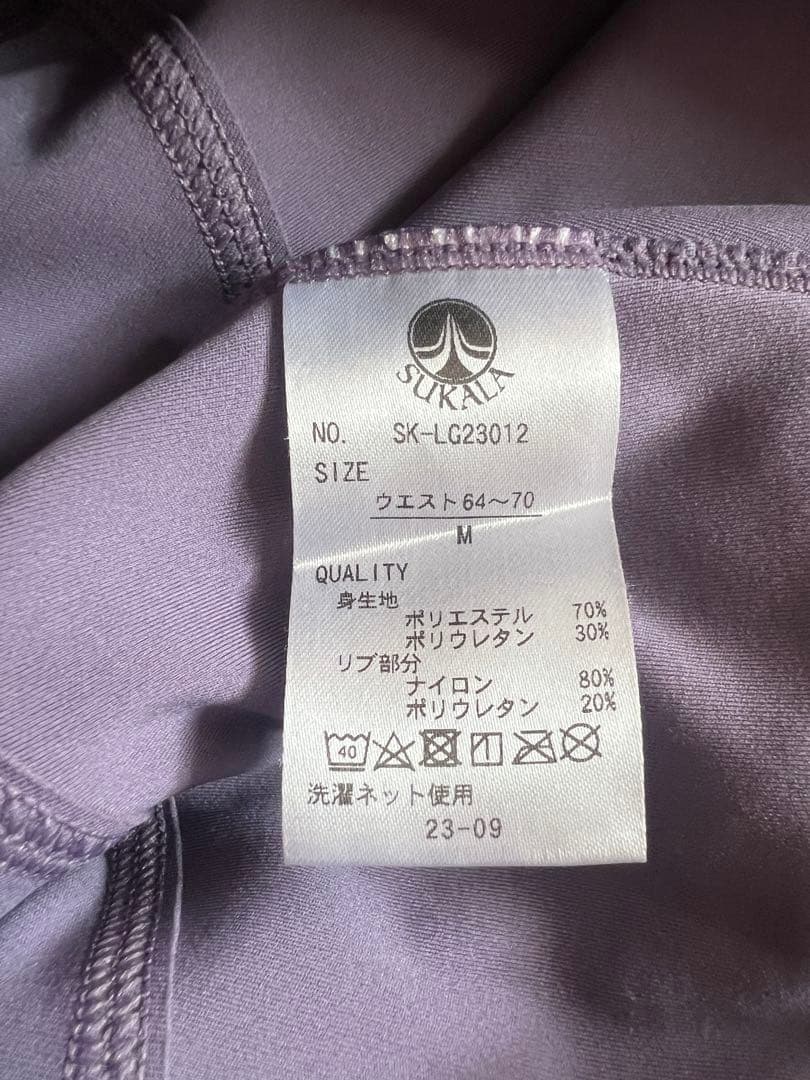 SUKALA
NO. SK-LG23012
SIZE
ウエスト64~70
M
QUALITY
身生地
ポリエステル 70%
ポリウレタン 30%
リブ部分
ナイロン 80%
ポリウレタン 20%
40
洗濯ネット使用
23-09